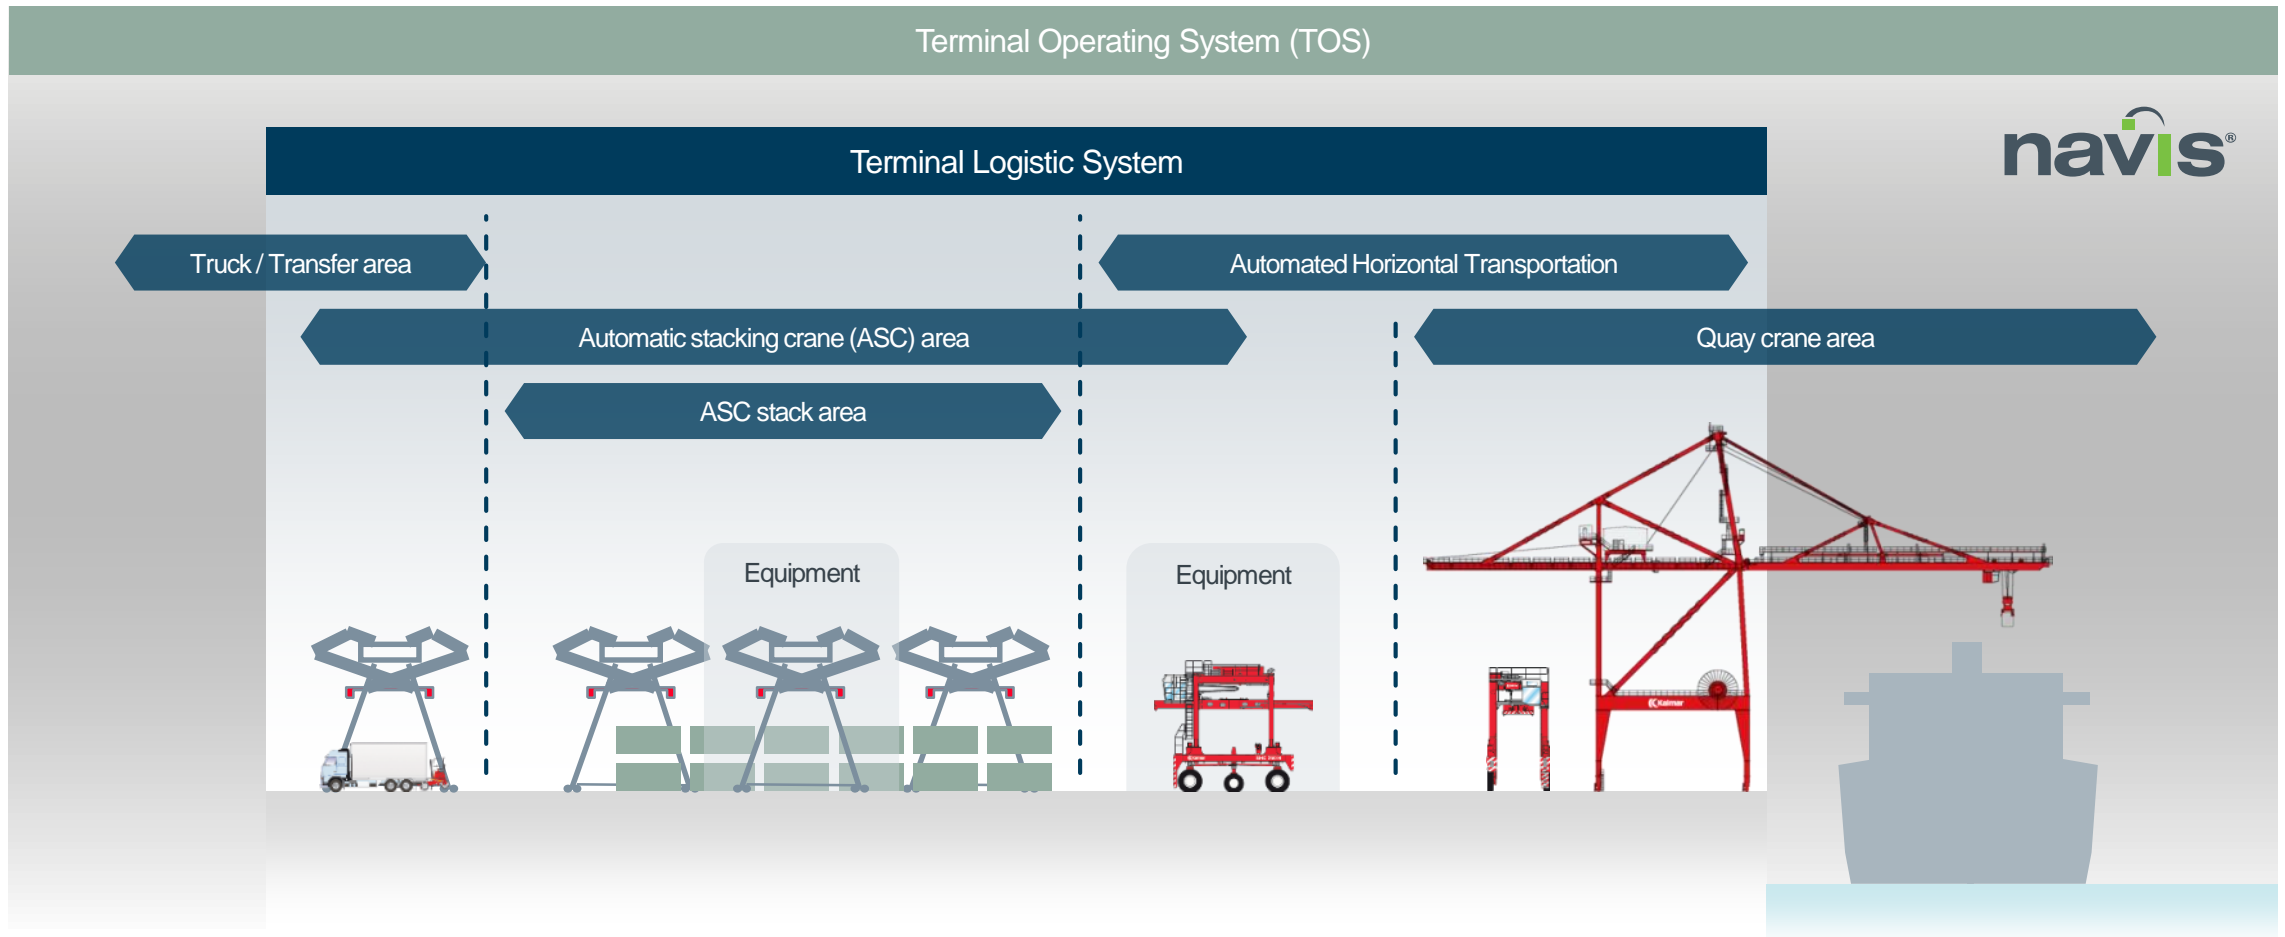 Terminal Operating System (TOS)
navis®
Terminal Logistic System
Truck / Transfer area
Automated Horizontal Transportation
Automatic stacking crane (ASC) area
Quay crane area
ASC stack area
Equipment
Equipment
Kalmar